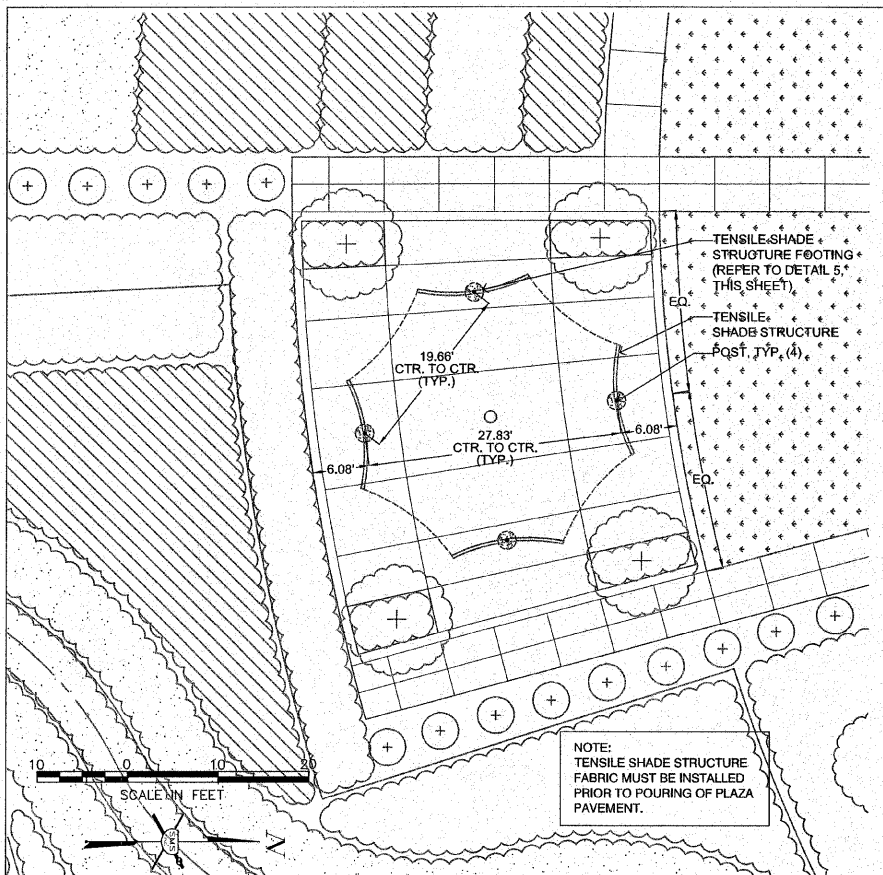 TENSILE SHADE
STRUCTURE FOOTING
(REFER TO DETAIL 5,
THIS SHEET)
EQ.
TENSILE
SHADE STRUCTURE
POST, TYP. (4)
19.66'
CTR. TO CTR.
(TYP.)
27.83'
CTR. TO CTR.
(TYP.)
6.08'
6.08'
EQ.
NOTE:
TENSILE SHADE STRUCTURE
FABRIC MUST BE INSTALLED
PRIOR TO POURING OF PLAZA
PAVEMENT.
10 0 10 20
SCALE IN FEET
SMS